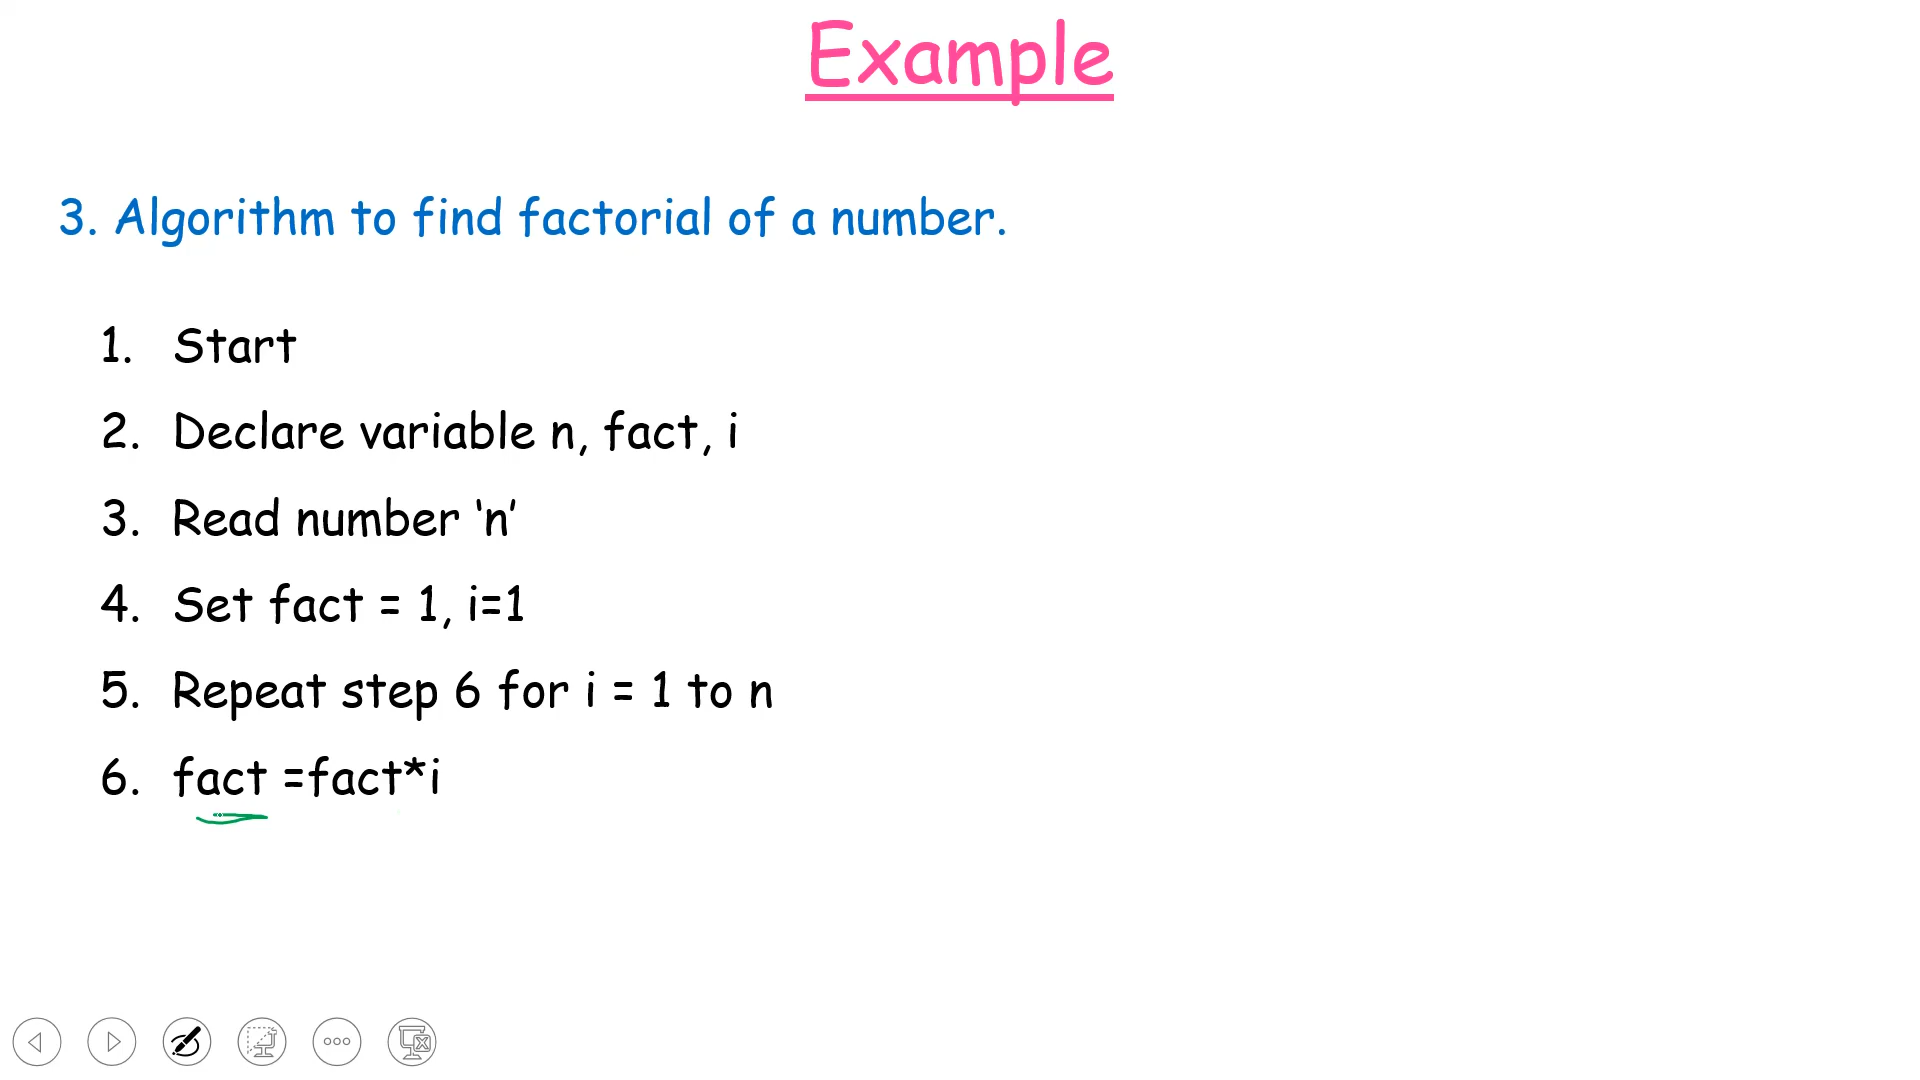 Example
3. Algorithm to find factorial of a number.
1. Start
2. Declare variable n, fact, i
3. Read number ‘n’
4. Set fact = 1, i=1
5. Repeat step 6 for i = 1 to n
6. fact =fact*i